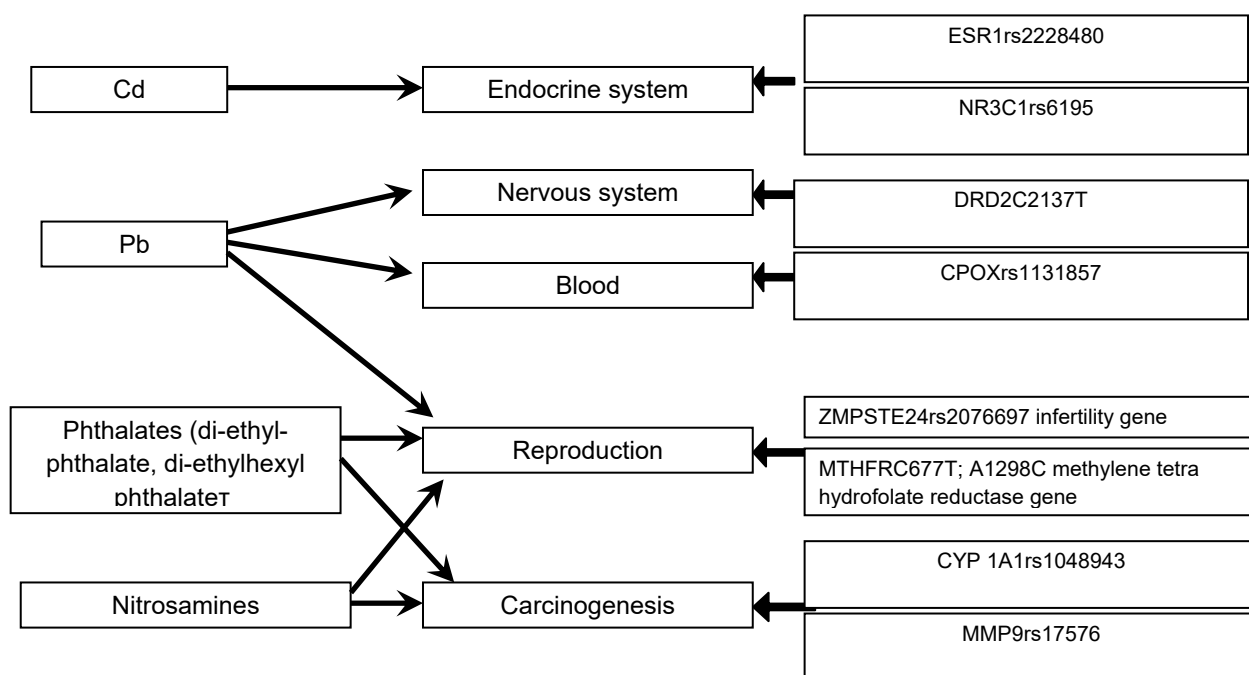 Cd
Endocrine system
ESR1rs2228480
NR3C1rs6195
Pb
Nervous system
DRD2C2137T
Blood
CPOXrs1131857
Phthalates (di-ethyl-
phthalate, di-ethylhexyl
phthalateт
Reproduction
ZMPSTE24rs2076697 infertility gene
MTHFRC677T; A1298C methylene tetra
hydrofolate reductase gene
Nitrosamines
Carcinogenesis
CYP 1A1rs1048943
MMP9rs17576